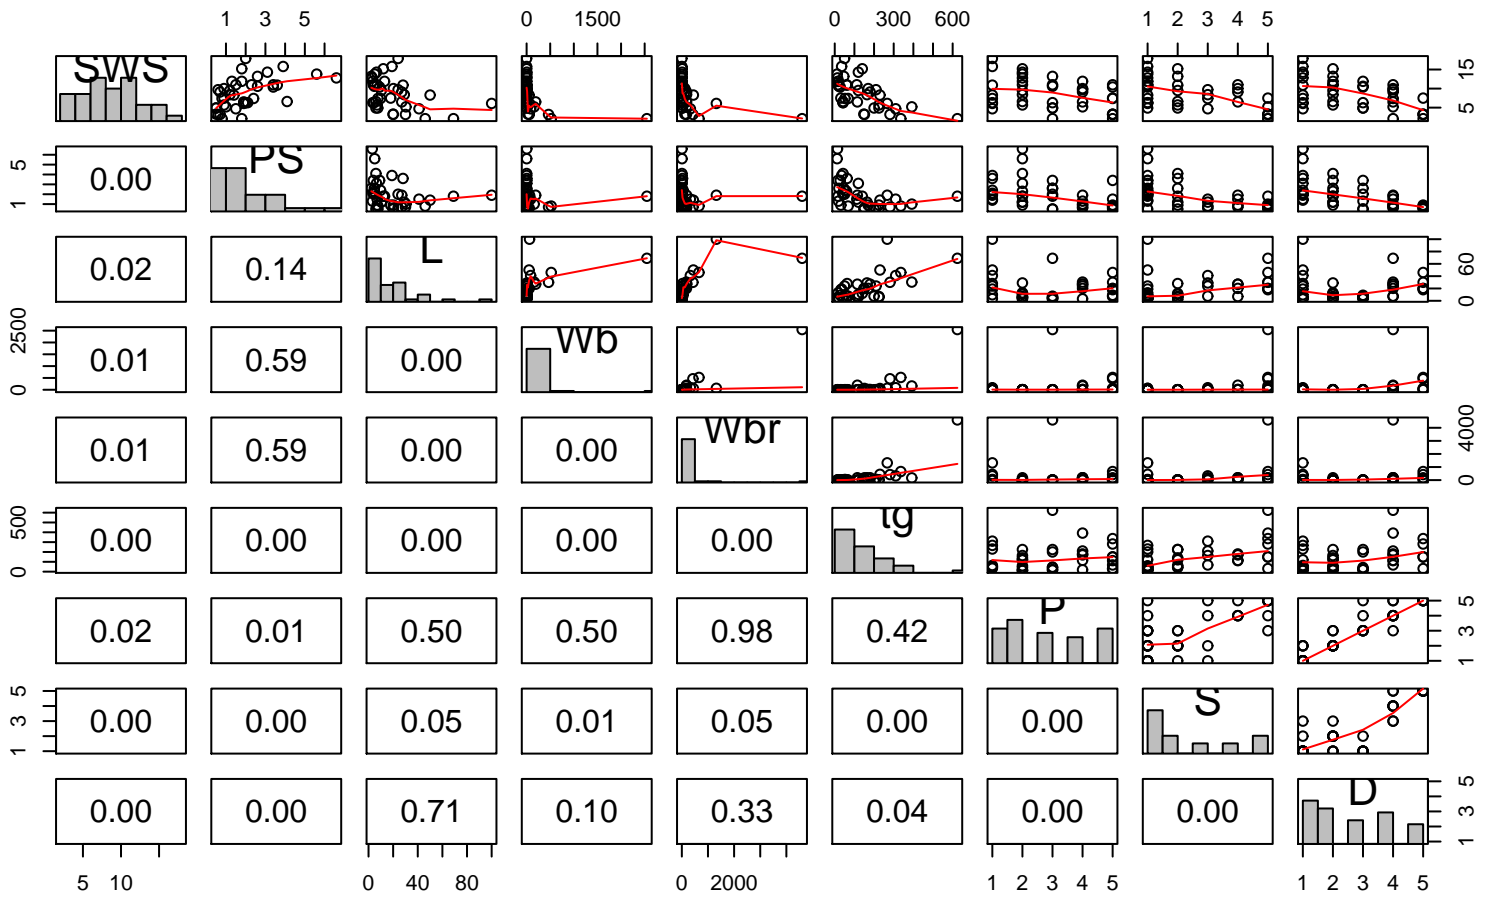 1 3 5 0 1500 0 300 600 1 2 3 4 5
SWS 5 15
1 5 0.00 PS
0.02 0.14 L 0 60
0 2500 0.01 0.59 0.00 Wb
0.01 0.59 0.00 0.00 Wbr 0 4000
0 500 0.00 0.00 0.00 0.00 0.00 tg
0.02 0.01 0.50 0.50 0.98 0.42 P 1 3 5
1 3 5 0.00 0.00 0.05 0.01 0.05 0.00 0.00 S
0.00 0.00 0.71 0.10 0.33 0.04 0.00 0.00 D 1 3 5
5 10 0 40 80 0 2000 1 2 3 4 5 1 2 3 4 5